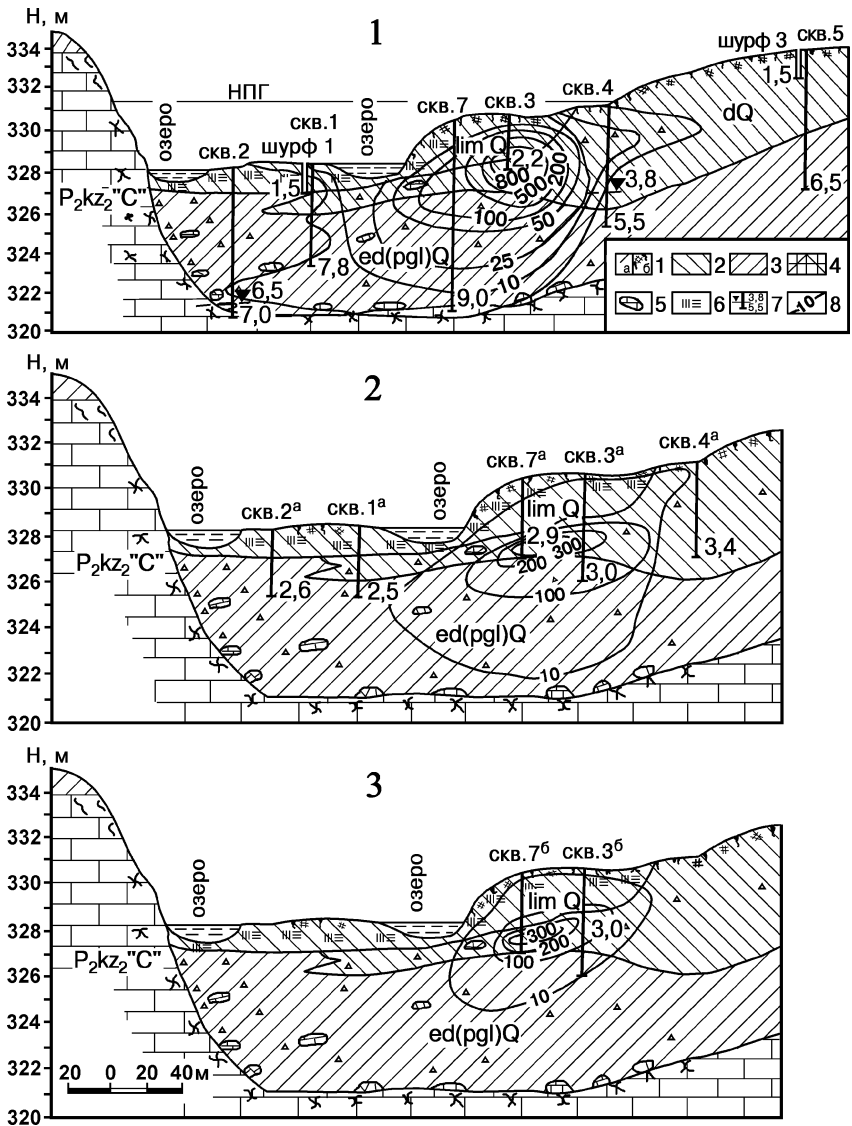 Н, м
1
334
332
330
328
326
324
322
320
НПГ
озеро
скв.2
шурф 1
скв.1
озеро
скв.7
скв.3
скв.4
шурф 3
скв.5
1,5
dQ
lim Q
2,2
200
800
500
3,8
6,5
P₂kz₂"C"
1,5
100
50
5,5
ed(pgl)Q
25
10
7,8
6,5
7,0
9,0
а б 1
2
3
4
5
6
3,8
5,5
7
10
8
2
Н, м
334
332
330
328
326
324
322
320
озеро
скв.2ᵃ
скв.1ᵃ
озеро
скв.7ᵃ
скв.3ᵃ
скв.4ᵃ
lim Q
2,9
300
200
3,4
P₂kz₂"C"
2,6
2,5
100
3,0
ed(pgl)Q
10
Н, м
3
334
332
330
328
326
324
322
320
озеро
озеро
скв.7ᵇ
скв.3ᵇ
lim Q
300
200
3,0
P₂kz₂"C"
100
10
ed(pgl)Q
20 0 20 40м